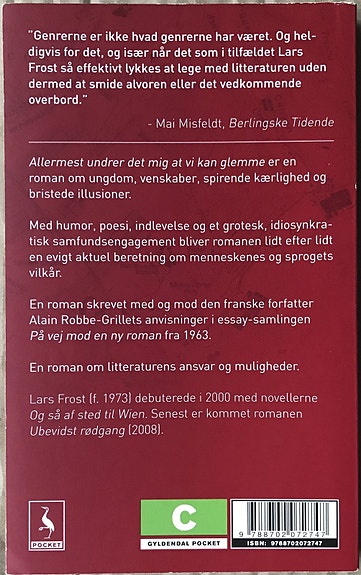 "Genrerne er ikke hvad genrerne har været. Og hel-
digvis for det, og især når det som i tilfældet Lars
Frost så effektivt lykkes at lege med litteraturen uden
dermed at smide alvoren eller det vedkommende
overbord."
- Mai Misfeldt, Berlingske Tidende
Allermest undrer det mig at vi kan glemme er en
roman om ungdom, venskaber, spirende kærlighed og
bristede illusioner.
Med humor, poesi, indlevelse og et grotesk, idiosynkra-
tisk samfundsengagement bliver romanen lidt efter lidt
en evigt aktuel beretning om menneskenes og sprogets
vilkår.
En roman skrevet med og mod den franske forfatter
Alain Robbe-Grillets anvisninger i essay-samlingen
På vej mod en ny roman fra 1963.
En roman om litteraturens ansvar og muligheder.
Lars Frost (f. 1973) debuterede i 2000 med novellerne
Og så af sted til Wien. Senest er kommet romanen
Ubevidst rødgang (2008).
POCKET
C
GYLDENDAL POCKET
9 788702 072747
ISBN: 9788702072747